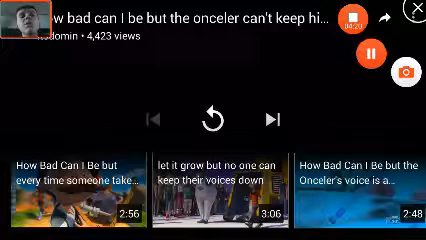 ow bad can I be but the onceler can't keep hi...
domin • 4,423 views
04:20
How Bad Can I Be but
every time someone take...
2:56
let it grow but no one can
keep their voices down
3:06
How Bad Can I Be but the
Onceler's voice is a...
2:48